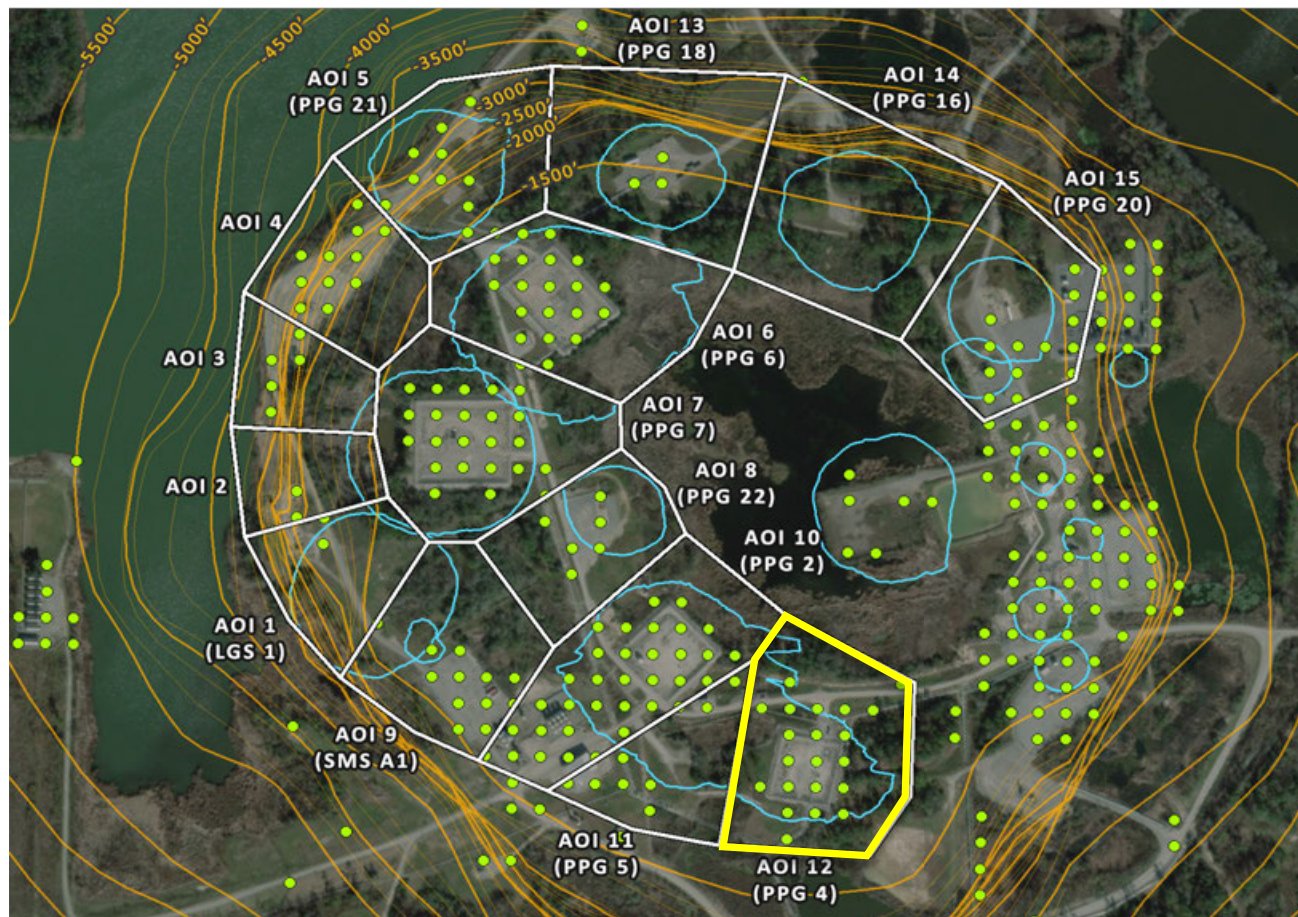 -5500'
-5000'
-4500'
-4000'
-3500'
-3000'
-2500'
-2000'
-1500'
AOI 13
(PPG 18)
AOI 5
(PPG 21)
AOI 14
(PPG 16)
AOI 15
(PPG 20)
AOI 4
AOI 3
AOI 6
(PPG 6)
AOI 7
(PPG 7)
AOI 2
AOI 8
(PPG 22)
AOI 10
(PPG 2)
AOI 1
(LGS 1)
AOI 9
(SMS A1)
AOI 11
(PPG 5)
AOI 12
(PPG 4)